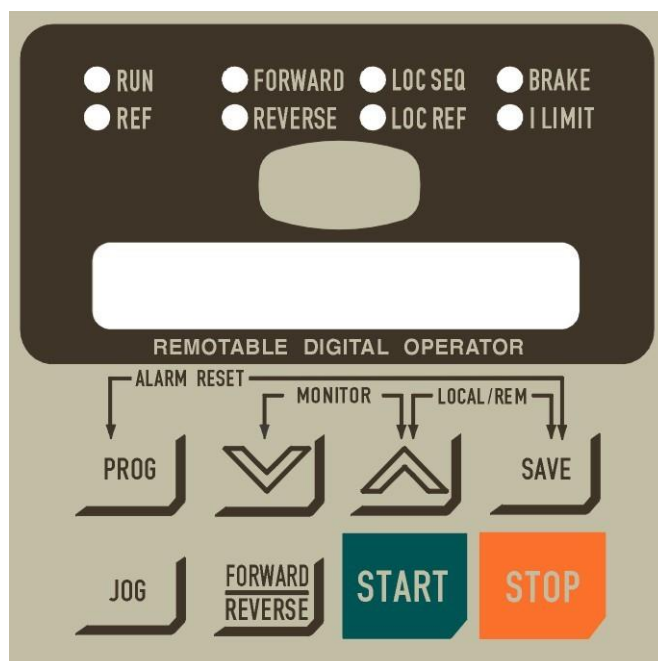 RUN FORWARD LOC SEQ BRAKE
REF REVERSE LOC REF I LIMIT
REMOTABLE DIGITAL OPERATOR
ALARM RESET
MONITOR LOCAL/REM
PROG SAVE
JOG FORWARD START STOP
REVERSE